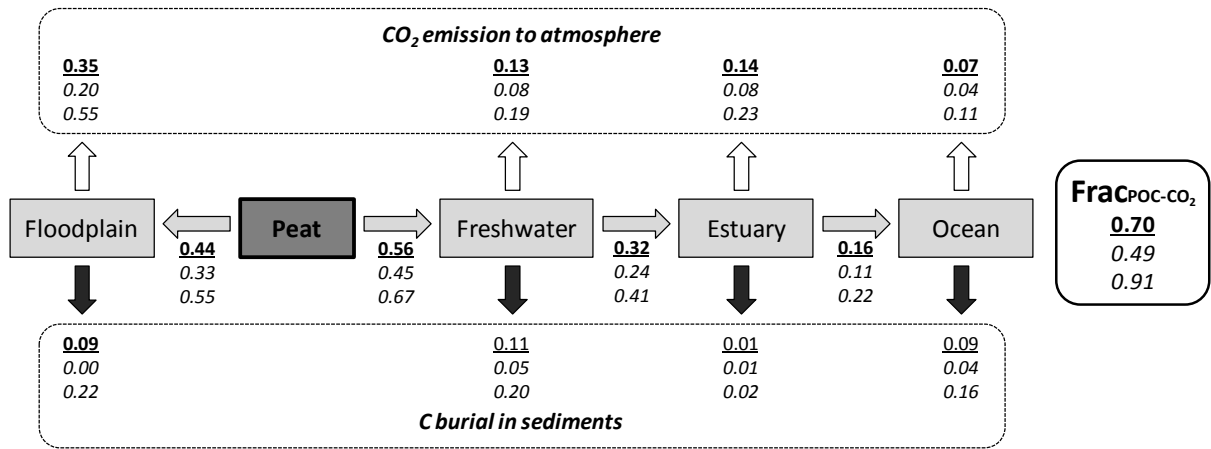 CO₂ emission to atmosphere
0.35 0.13 0.14 0.07
0.20 0.08 0.08 0.04
0.55 0.19 0.23 0.11
Floodplain Peat Freshwater Estuary Ocean
0.44 0.56 0.32 0.16
0.33 0.45 0.24 0.11
0.55 0.67 0.41 0.22
FracPOC-CO₂
0.70
0.49
0.91
0.09 0.11 0.01 0.09
0.00 0.05 0.01 0.04
0.22 0.20 0.02 0.16
C burial in sediments